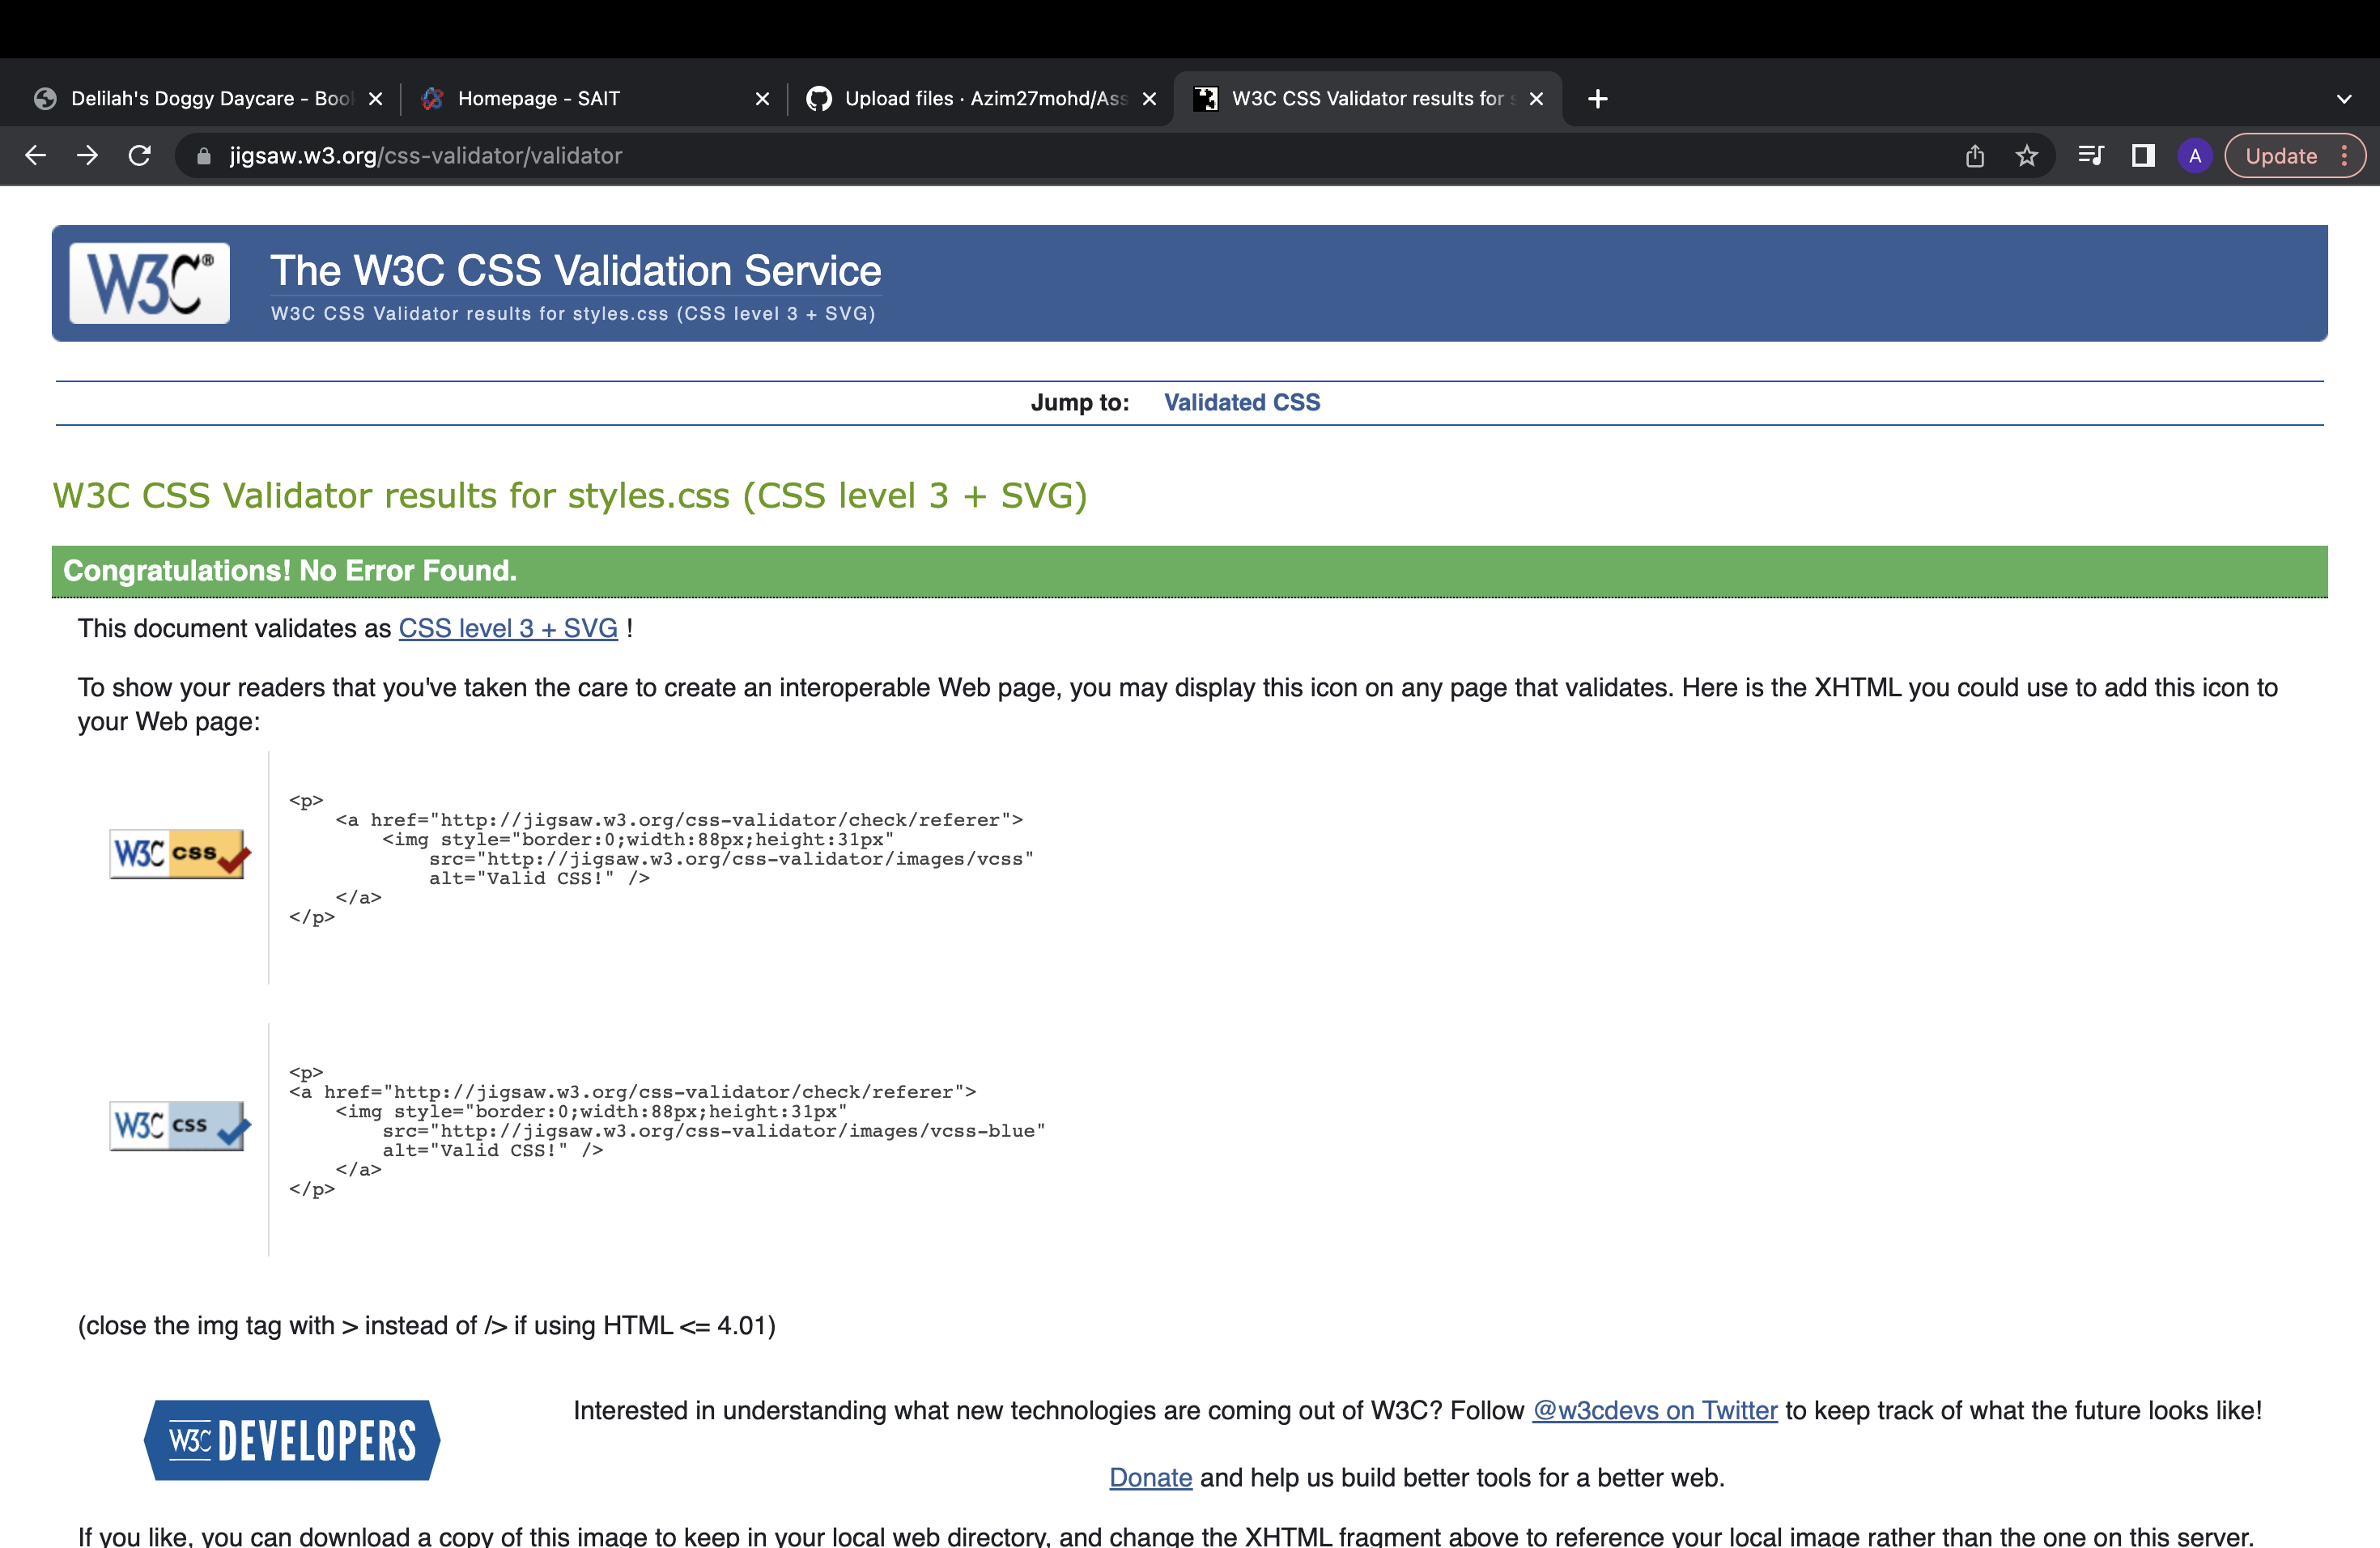 Delilah's Doggy Daycare - Boo
Homepage - SAIT
Upload files · Azim27mohd/Ass
W3C CSS Validator results for s
jigsaw.w3.org/css-validator/validator
A
Update
W3C®
The W3C CSS Validation Service
W3C CSS Validator results for styles.css (CSS level 3 + SVG)
Jump to: Validated CSS
W3C CSS Validator results for styles.css (CSS level 3 + SVG)
Congratulations! No Error Found.
This document validates as CSS level 3 + SVG !
To show your readers that you've taken the care to create an interoperable Web page, you may display this icon on any page that validates. Here is the XHTML you could use to add this icon to
your Web page:
W3C css
<p>
    <a href="http://jigsaw.w3.org/css-validator/check/referer">
        <img style="border:0;width:88px;height:31px"
            src="http://jigsaw.w3.org/css-validator/images/vcss"
            alt="Valid CSS!" />
    </a>
</p>
W3C css
<p>
<a href="http://jigsaw.w3.org/css-validator/check/referer">
    <img style="border:0;width:88px;height:31px"
        src="http://jigsaw.w3.org/css-validator/images/vcss-blue"
        alt="Valid CSS!" />
    </a>
</p>
(close the img tag with > instead of /> if using HTML <= 4.01)
W3C DEVELOPERS
Interested in understanding what new technologies are coming out of W3C? Follow @w3cdevs on Twitter to keep track of what the future looks like!
Donate and help us build better tools for a better web.
If you like, you can download a copy of this image to keep in your local web directory, and change the XHTML fragment above to reference your local image rather than the one on this server.